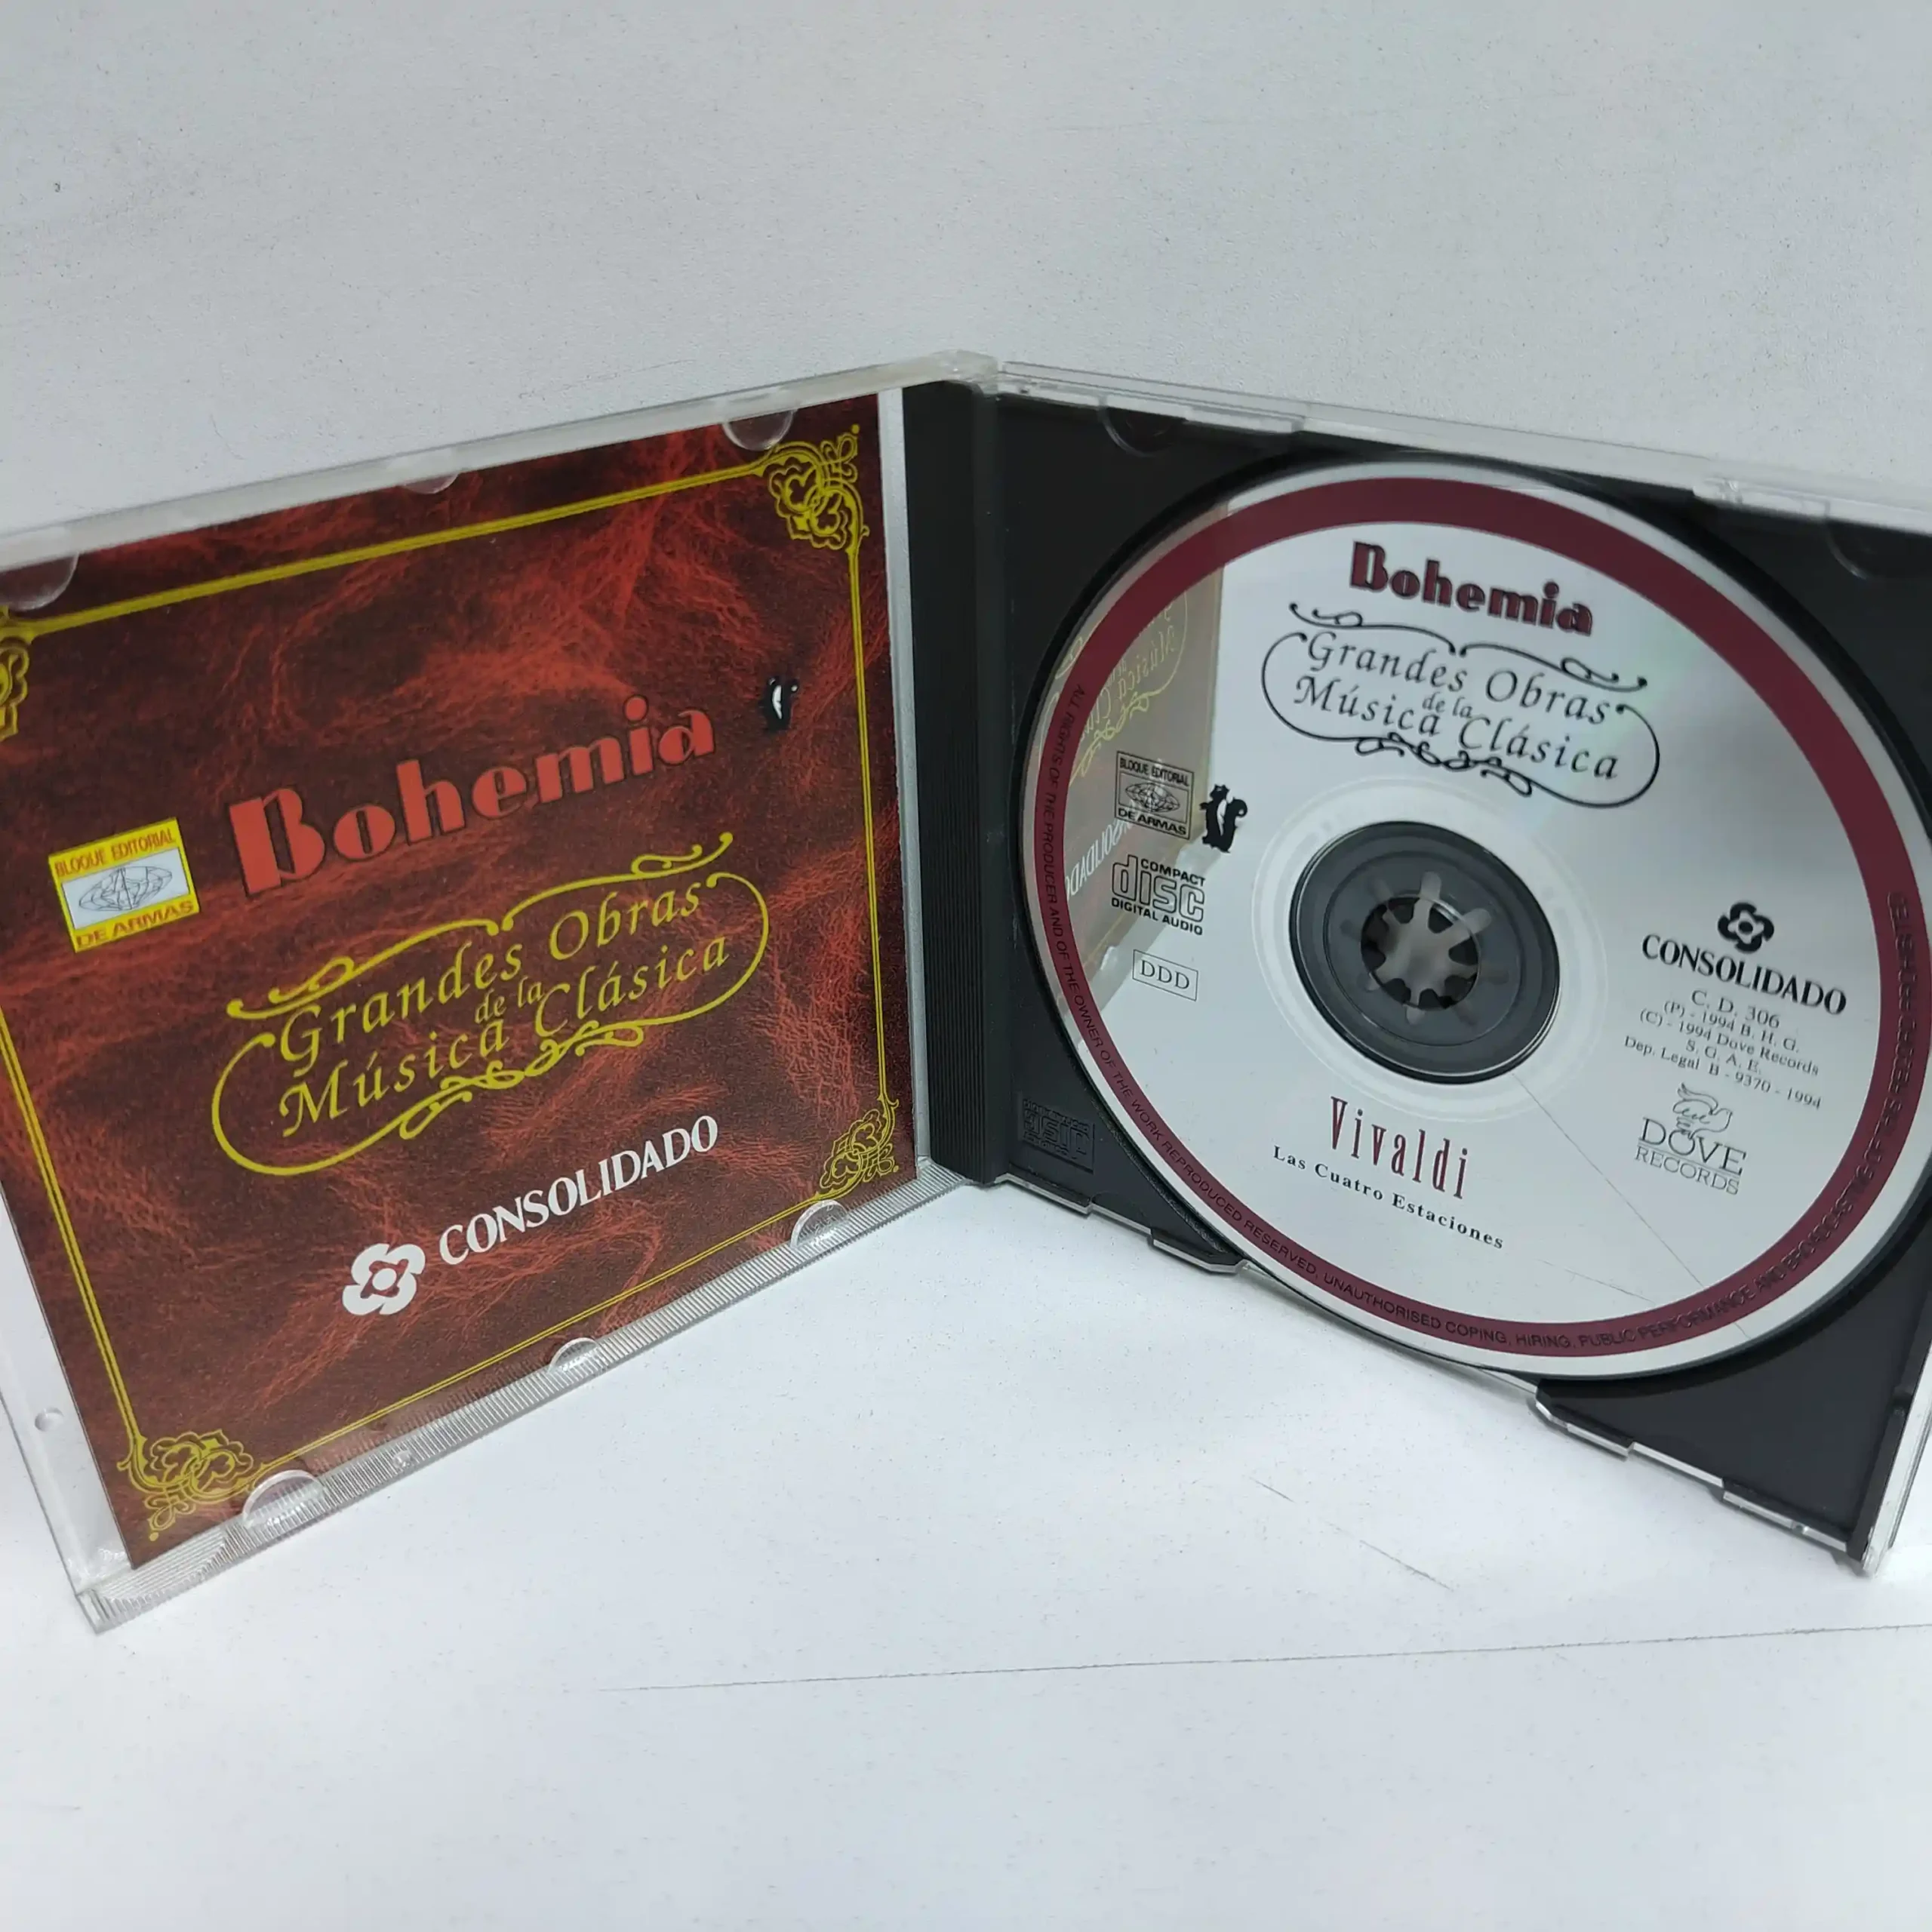 Bohemia
BLOQUE EDITORIAL
DE ARMAS
Grandes Obras
de la
Música Clásica
CONSOLIDADO
Bohemia
Grandes Obras
de la
Música Clásica
BLOQUE EDITORIAL
DE ARMAS
COMPACT
disc
DIGITAL AUDIO
DDD
CONSOLIDADO
C. D. 306
(P) - 1994 B. H. G.
(C) - 1994 Dove Records
S. G. A. E.
Dep. Legal B - 9370 - 1994
DOVE
RECORDS
Vivaldi
Las Cuatro Estaciones
ALL RIGHTS OF THE PRODUCER AND OF THE OWNER OF THE WORK REPRODUCED RESERVED. UNAUTHORISED COPING, HIRING, PUBLIC PERFORMANCE AND BROADCASTING